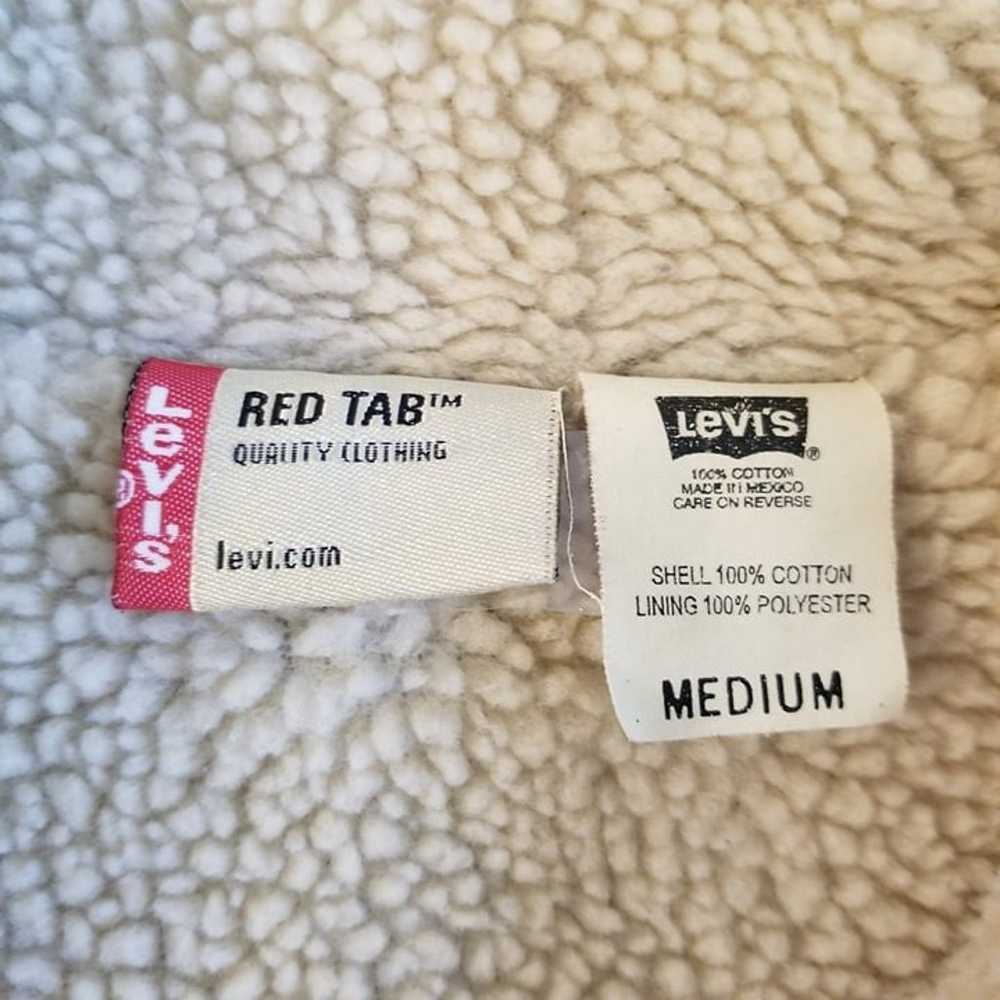 Levi's®
RED TAB™
QUALITY CLOTHING
levi.com
LEVI'S®
100% COTTON
MADE IN MEXICO
CARE ON REVERSE
SHELL 100% COTTON
LINING 100% POLYESTER
MEDIUM